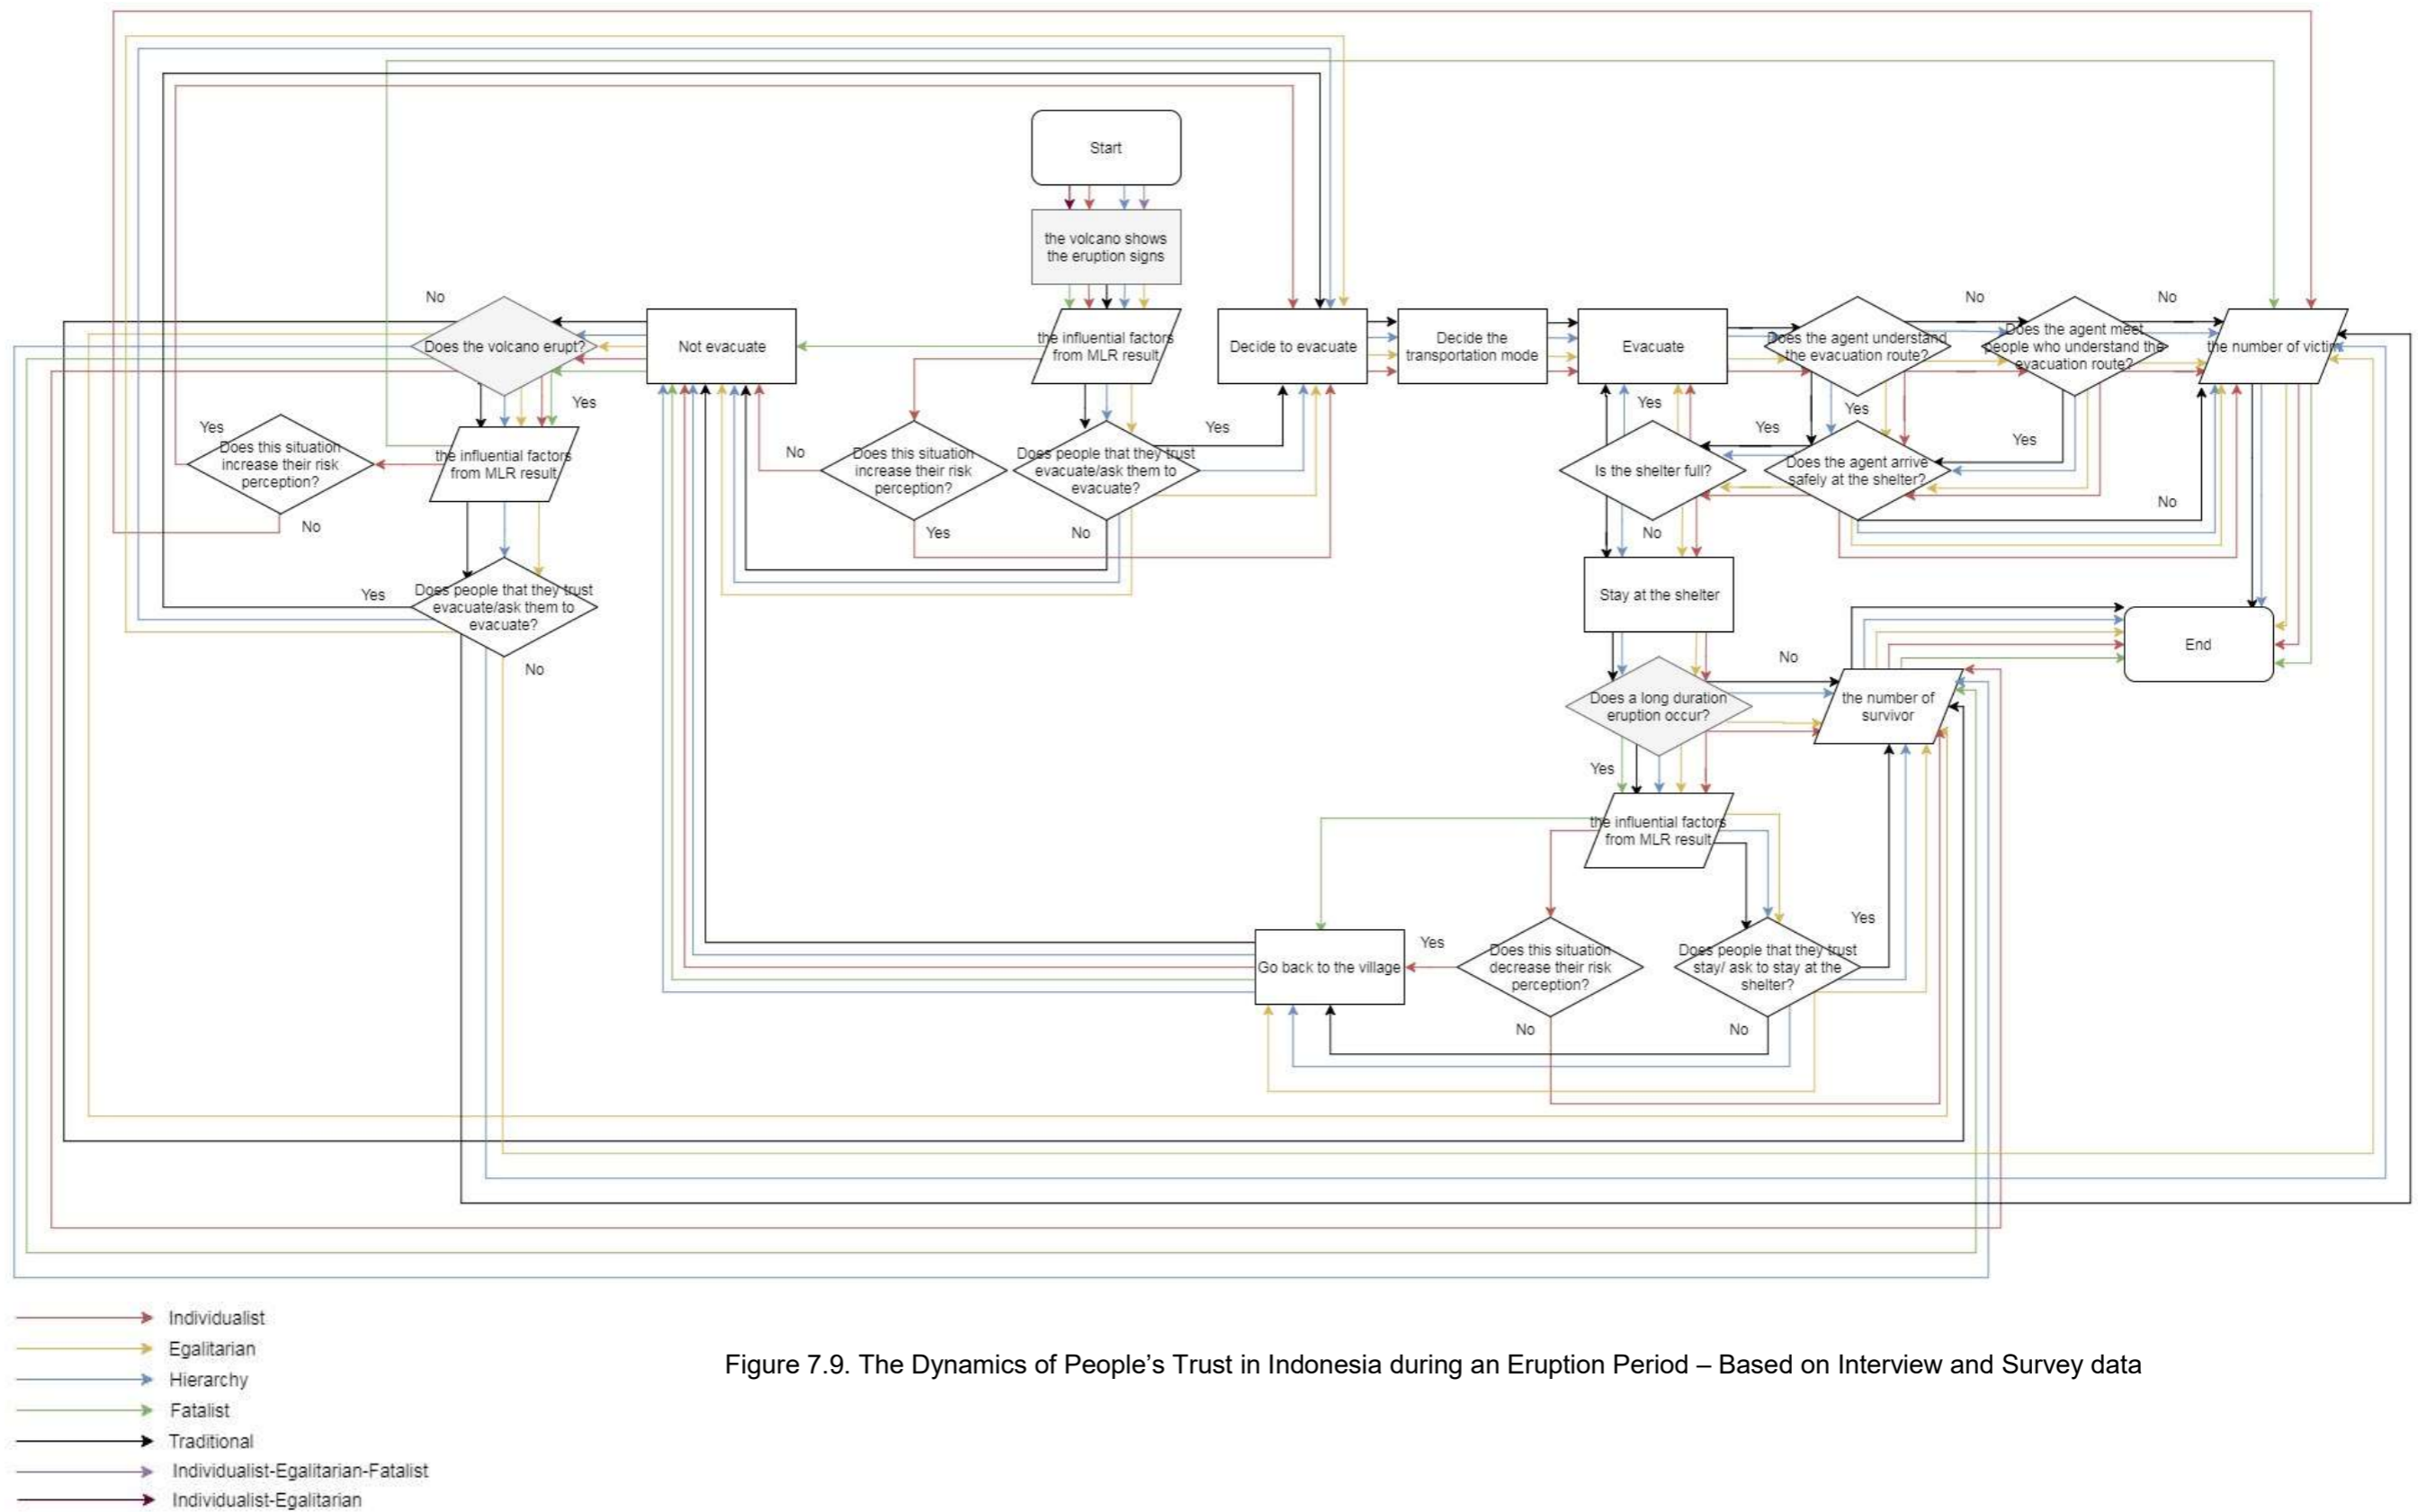 Start
the volcano shows
the eruption signs
No
No
No
Does the volcano erupt?
Not evacuate
the influential factors
from MLR result
Decide to evacuate
Decide the
transportation mode
Evacuate
Does the agent understand
the evacuation route?
Does the agent meet
people who understand the
evacuation route?
the number of victim
Yes
Yes
Yes
Yes
Does this situation
increase their risk
perception?
the influential factors
from MLR result
No
Does this situation
increase their risk
perception?
Does people that they trust
evacuate/ask them to
evacuate?
Yes
Yes
Yes
Is the shelter full?
Does the agent arrive
safely at the shelter?
No
No
Yes
No
No
Yes
Does people that they trust
evacuate/ask them to
evacuate?
No
Stay at the shelter
End
No
Does a long duration
eruption occur?
the number of
survivor
Yes
the influential factors
from MLR result
Yes
Yes
Go back to the village
Does this situation
decrease their risk
perception?
Does people that they trust
stay/ ask to stay at the
shelter?
No
No
Individualist
Egalitarian
Hierarchy
Fatalist
Traditional
Individualist-Egalitarian-Fatalist
Individualist-Egalitarian
Figure 7.9. The Dynamics of People’s Trust in Indonesia during an Eruption Period – Based on Interview and Survey data